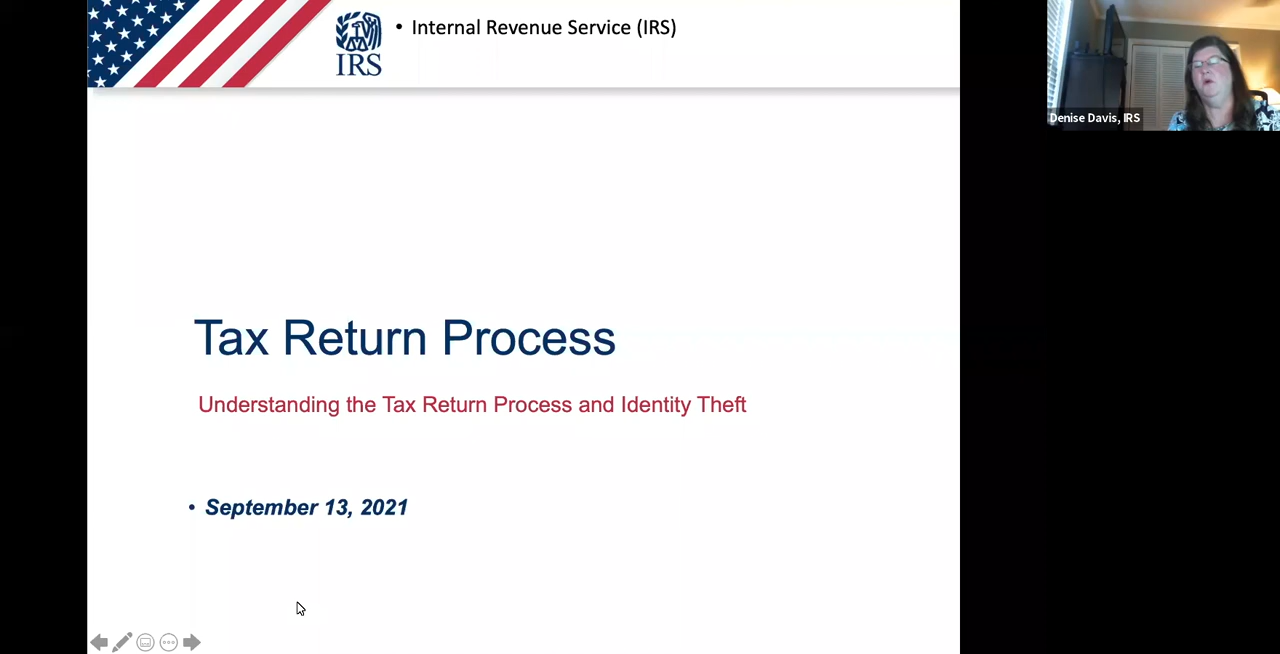 • Internal Revenue Service (IRS)
IRS
Denise Davis, IRS
Tax Return Process
Understanding the Tax Return Process and Identity Theft
• September 13, 2021